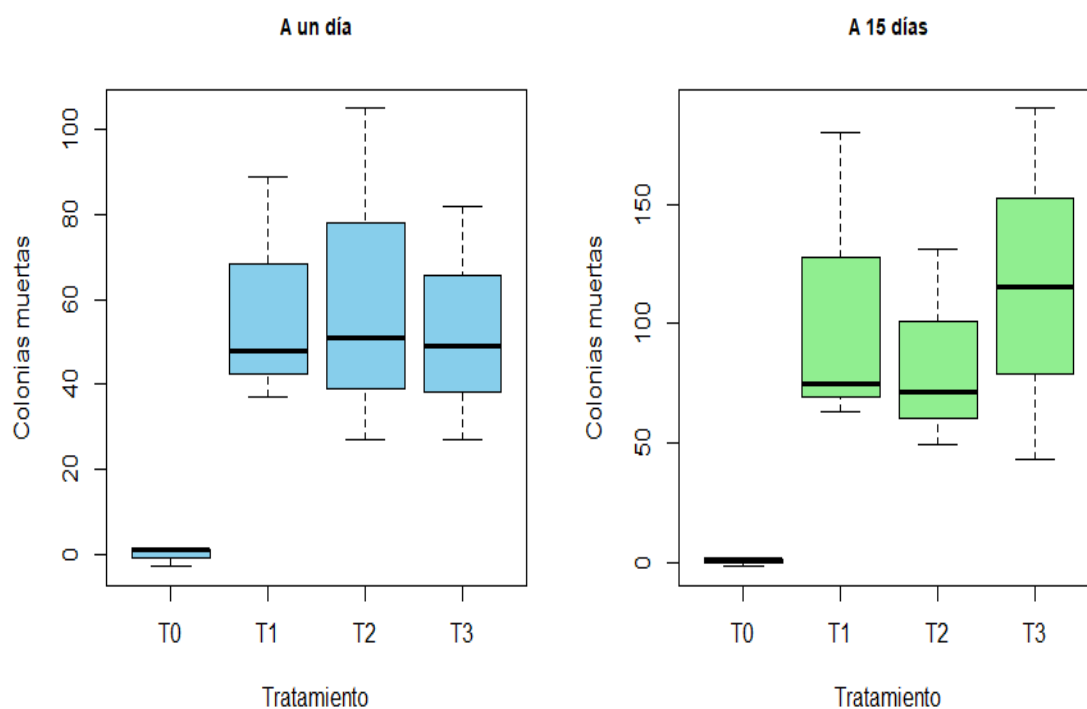 A un día
Colonias muertas
100
80
60
40
20
0
T0 T1 T2 T3
Tratamiento
A 15 días
Colonias muertas
150
100
50
0
T0 T1 T2 T3
Tratamiento